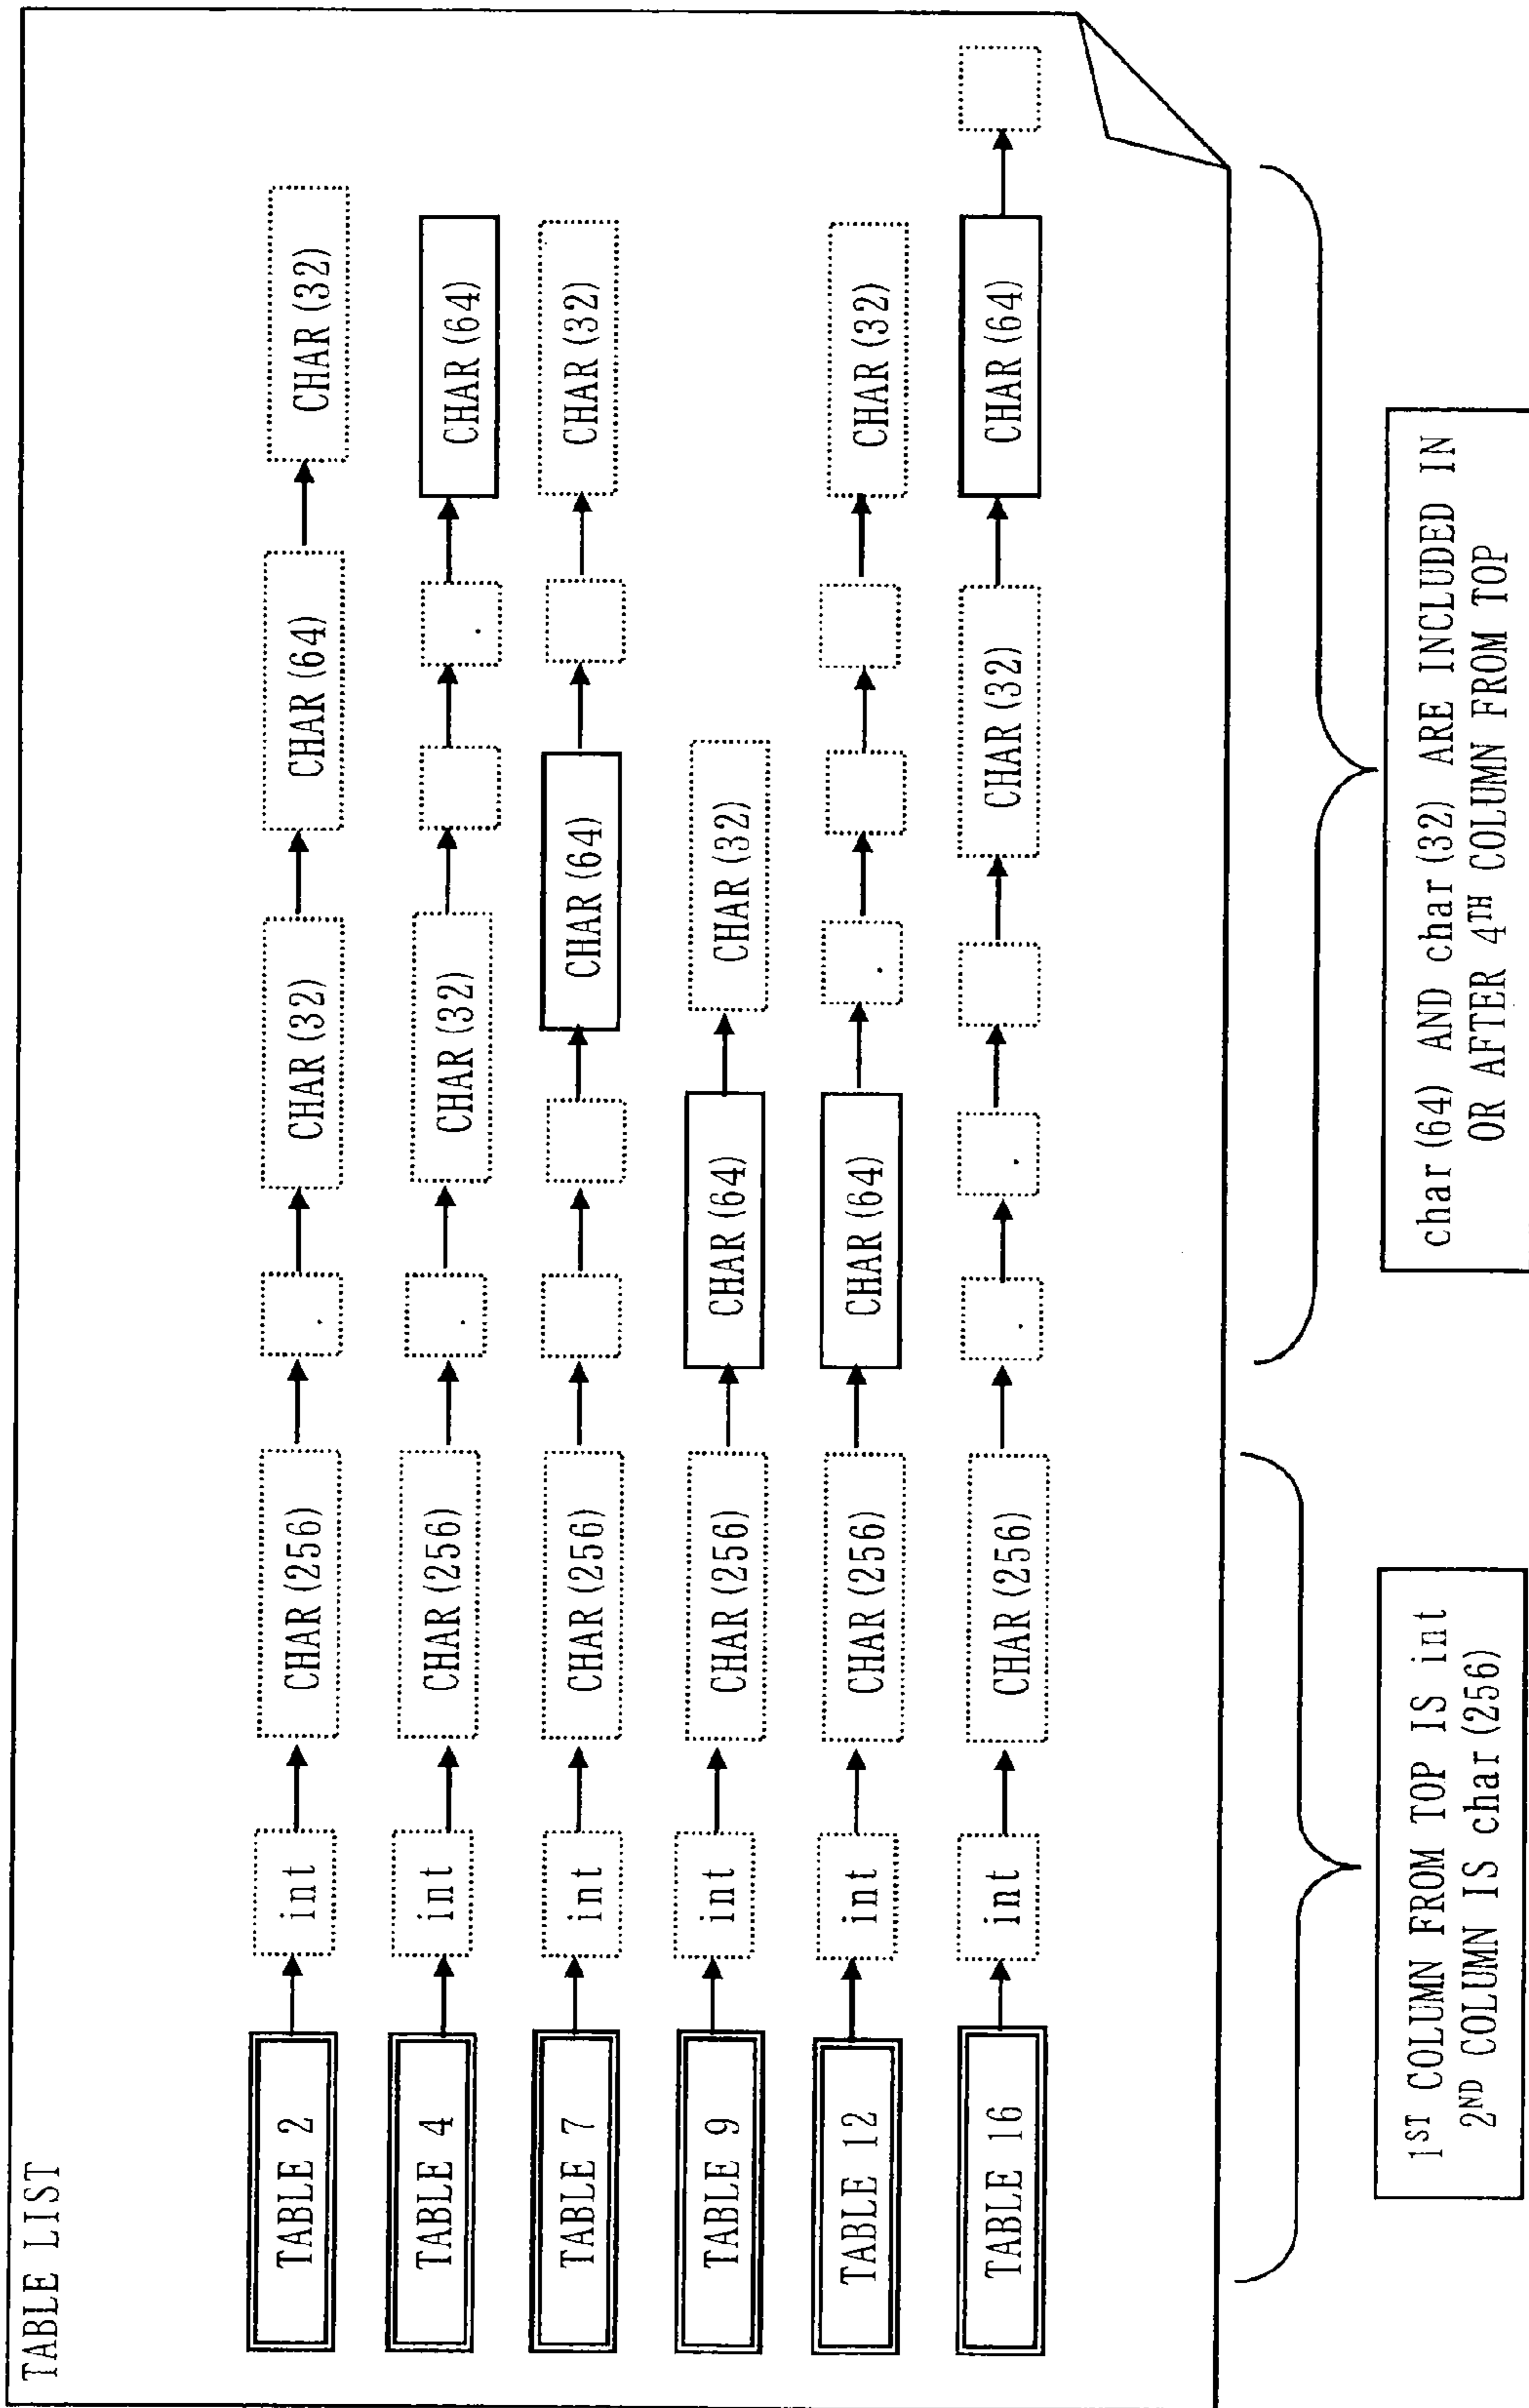 TABLE LIST
TABLE 2 int CHAR (256) . CHAR (32) CHAR (64) CHAR (32)
TABLE 4 int CHAR (256) . CHAR (32) . CHAR (64)
TABLE 7 int CHAR (256) CHAR (64) CHAR (32)
TABLE 9 int CHAR (256) CHAR (64) CHAR (32)
TABLE 12 int CHAR (256) CHAR (64) . CHAR (32)
TABLE 16 int CHAR (256) . . CHAR (32) CHAR (64)
1ST COLUMN FROM TOP IS int
2ND COLUMN IS char (256)
char (64) AND char (32) ARE INCLUDED IN
OR AFTER 4TH COLUMN FROM TOP